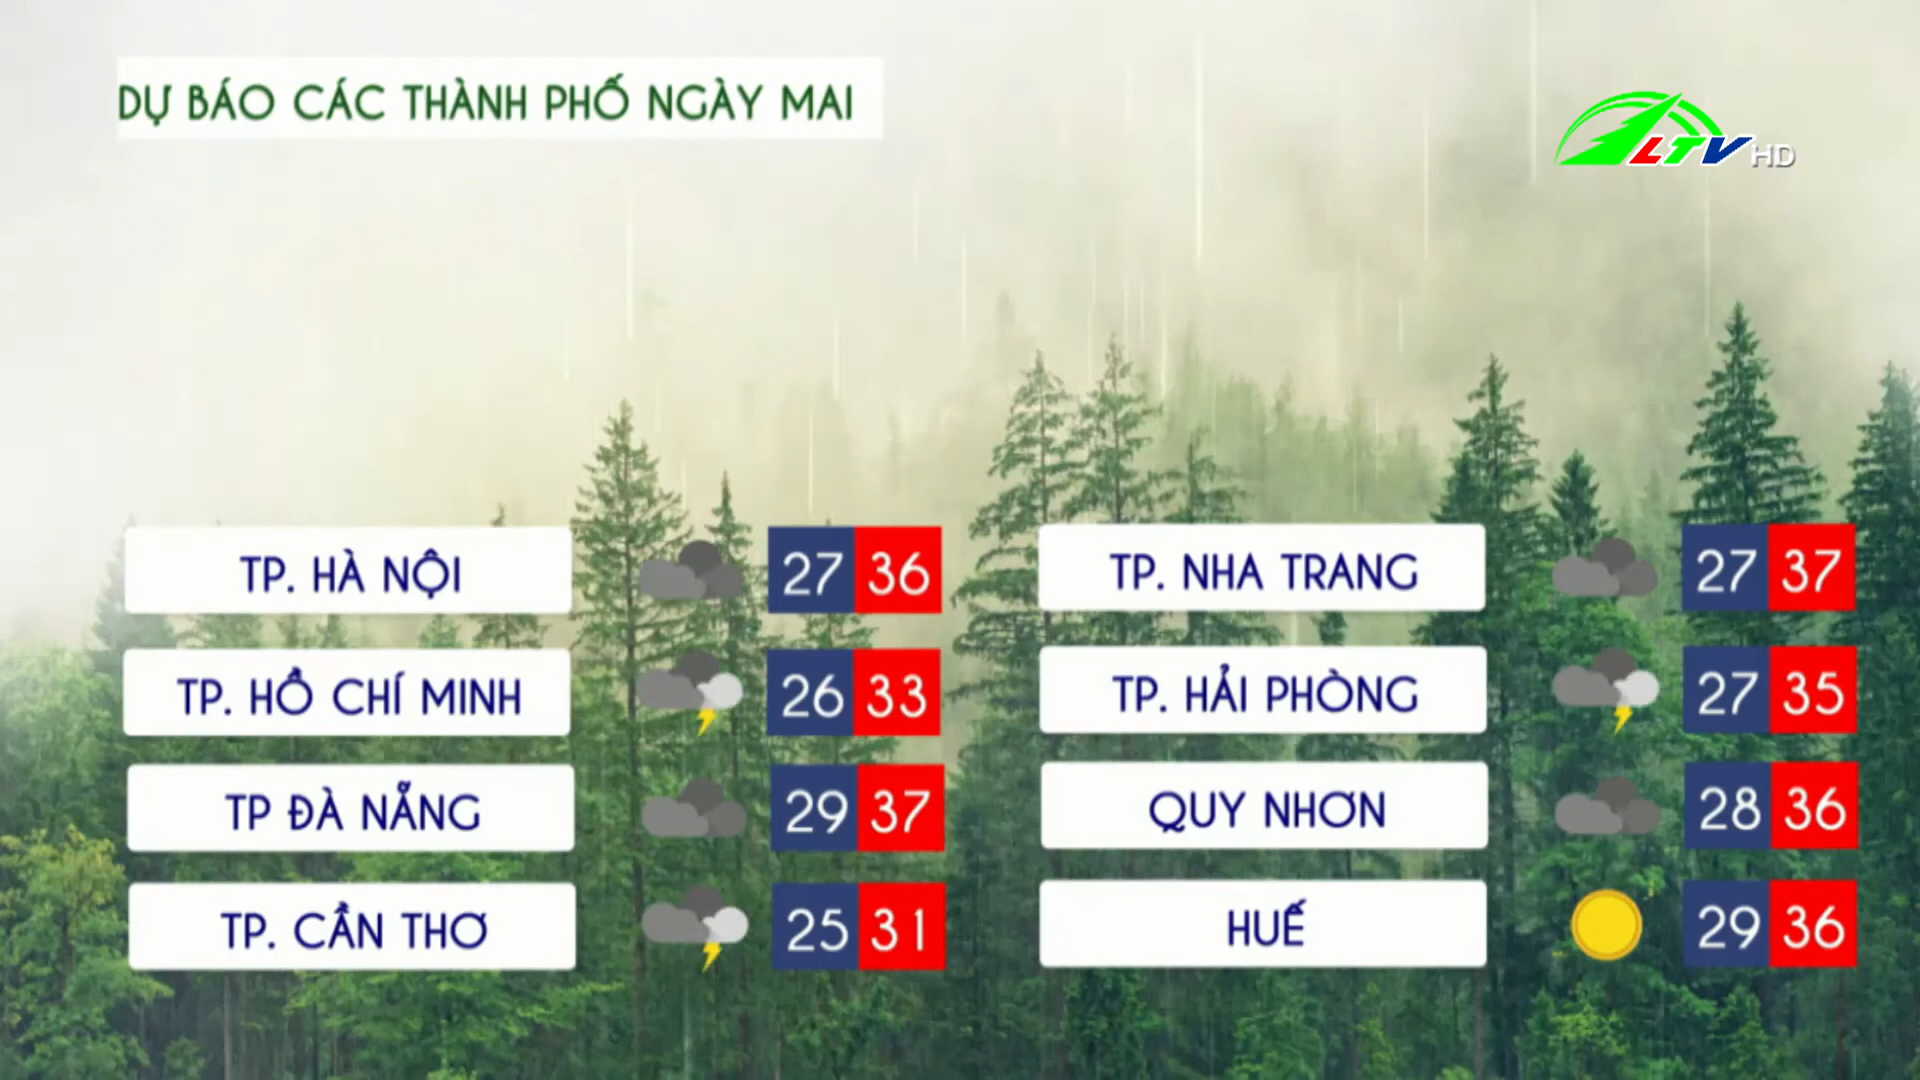 DỰ BÁO CÁC THÀNH PHỐ NGÀY MAI
LTV HD
TP. HÀ NỘI 27 36
TP. HỒ CHÍ MINH 26 33
TP ĐÀ NẴNG 29 37
TP. CẦN THƠ 25 31
TP. NHA TRANG 27 37
TP. HẢI PHÒNG 27 35
QUY NHƠN 28 36
HUẾ 29 36